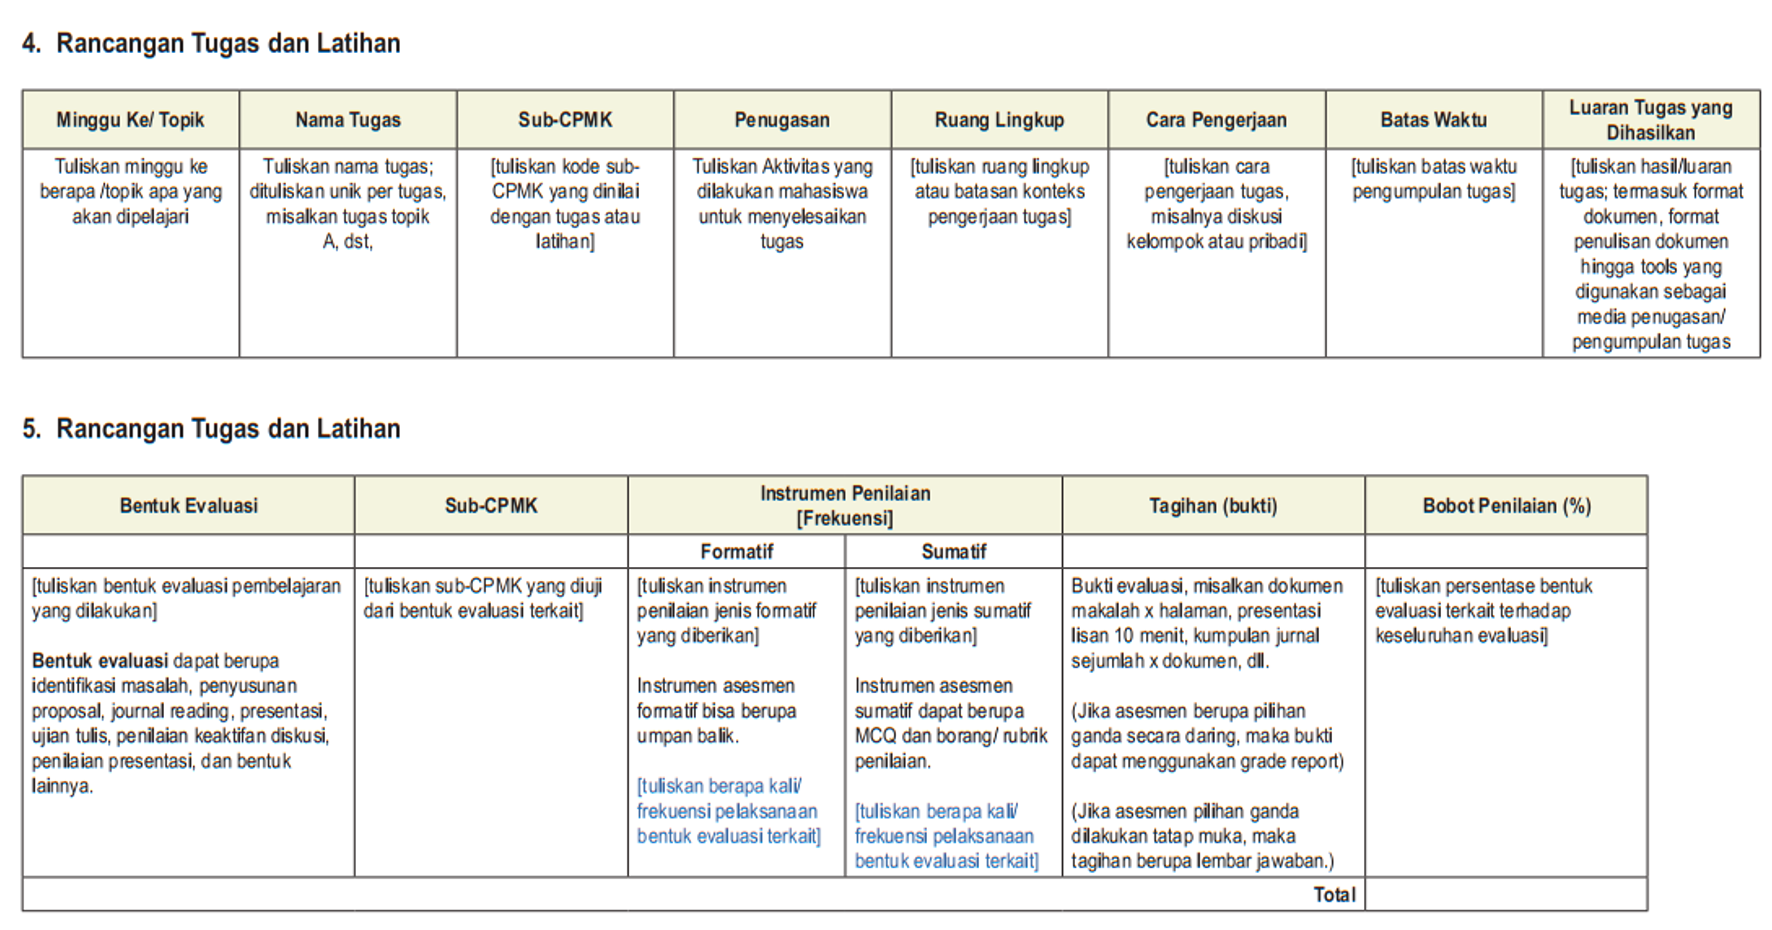 4. Rancangan Tugas dan Latihan
Minggu Ke/ Topik
Nama Tugas
Sub-CPMK
Penugasan
Ruang Lingkup
Cara Pengerjaan
Batas Waktu
Luaran Tugas yang
Dihasilkan
Tuliskan minggu ke
berapa /topik apa yang
akan dipelajari
Tuliskan nama tugas;
dituliskan unik per tugas,
misalkan tugas topik
A, dst,
[tuliskan kode sub-
CPMK yang dinilai
dengan tugas atau
latihan]
Tuliskan Aktivitas yang
dilakukan mahasiswa
untuk menyelesaikan
tugas
[tuliskan ruang lingkup
atau batasan konteks
pengerjaan tugas]
[tuliskan cara
pengerjaan tugas,
misalnya diskusi
kelompok atau pribadi]
[tuliskan batas waktu
pengumpulan tugas]
[tuliskan hasil/luaran
tugas; termasuk format
dokumen, format
penulisan dokumen
hingga tools yang
digunakan sebagai
media penugasan/
pengumpulan tugas
5. Rancangan Tugas dan Latihan
Bentuk Evaluasi
Sub-CPMK
Instrumen Penilaian
[Frekuensi]
Tagihan (bukti)
Bobot Penilaian (%)
Formatif
Sumatif
[tuliskan bentuk evaluasi pembelajaran
yang dilakukan]
Bentuk evaluasi dapat berupa
identifikasi masalah, penyusunan
proposal, journal reading, presentasi,
ujian tulis, penilaian keaktifan diskusi,
penilaian presentasi, dan bentuk
lainnya.
[tuliskan sub-CPMK yang diuji
dari bentuk evaluasi terkait]
[tuliskan instrumen
penilaian jenis formatif
yang diberikan]
Instrumen asesmen
formatif bisa berupa
umpan balik.
[tuliskan berapa kali/
frekuensi pelaksanaan
bentuk evaluasi terkait]
[tuliskan instrumen
penilaian jenis sumatif
yang diberikan]
Instrumen asesmen
sumatif dapat berupa
MCQ dan borang/ rubrik
penilaian.
[tuliskan berapa kali/
frekuensi pelaksanaan
bentuk evaluasi terkait]
Bukti evaluasi, misalkan dokumen
makalah x halaman, presentasi
lisan 10 menit, kumpulan jurnal
sejumlah x dokumen, dll.
(Jika asesmen berupa pilihan
ganda secara daring, maka bukti
dapat menggunakan grade report)
(Jika asesmen pilihan ganda
dilakukan tatap muka, maka
tagihan berupa lembar jawaban.)
[tuliskan persentase bentuk
evaluasi terkait terhadap
keseluruhan evaluasi]
Total